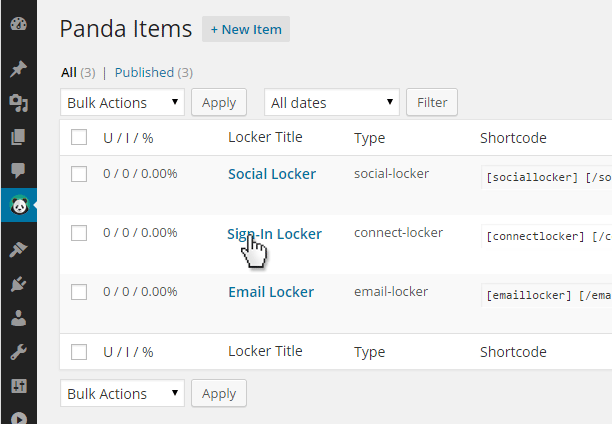 Panda Items + New Item
All (3) | Published (3)
Bulk Actions Apply All dates Filter
U / I / % Locker Title Type Shortcode
0 / 0 / 0.00% Social Locker social-locker [sociallocker] [/so
0 / 0 / 0.00% Sign-In Locker connect-locker [connectlocker] [/c
0 / 0 / 0.00% Email Locker email-locker [emaillocker] [/ema
U / I / % Locker Title Type Shortcode
Bulk Actions Apply